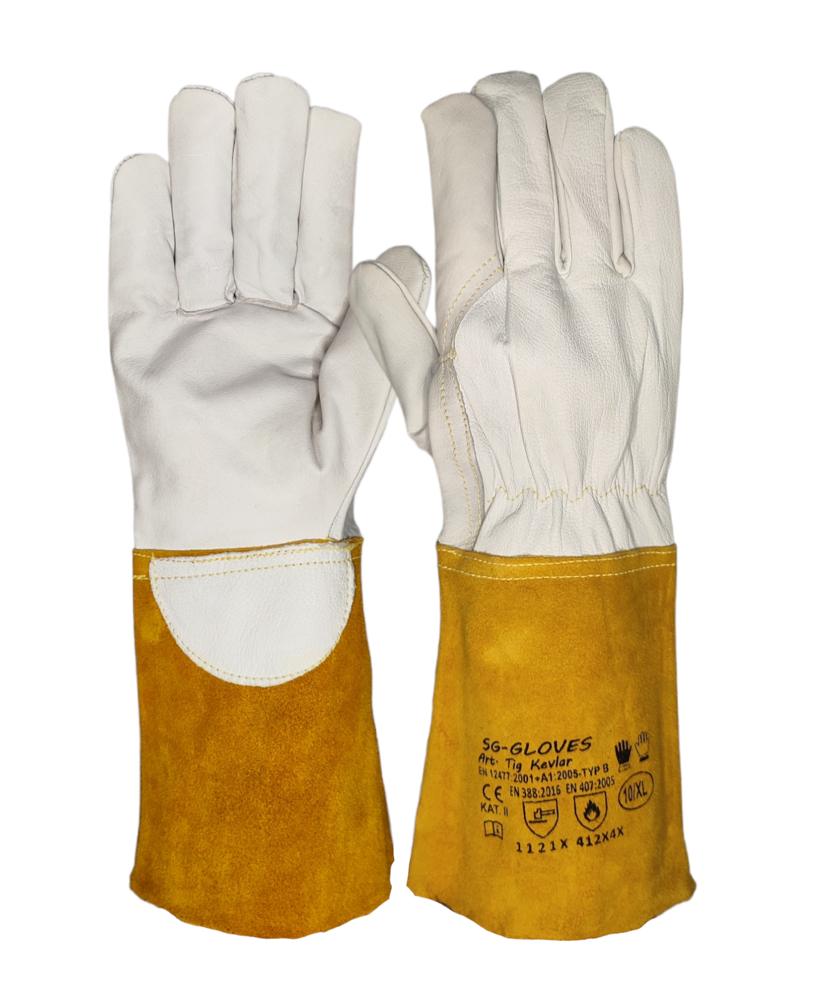 SG-GLOVES
Art. Tig Kevlar
EN 12477:2001+A1:2005-TYP B
CE EN 388:2016 EN 407:2005
KAT. II
10/XL
i
1121X 412X4X